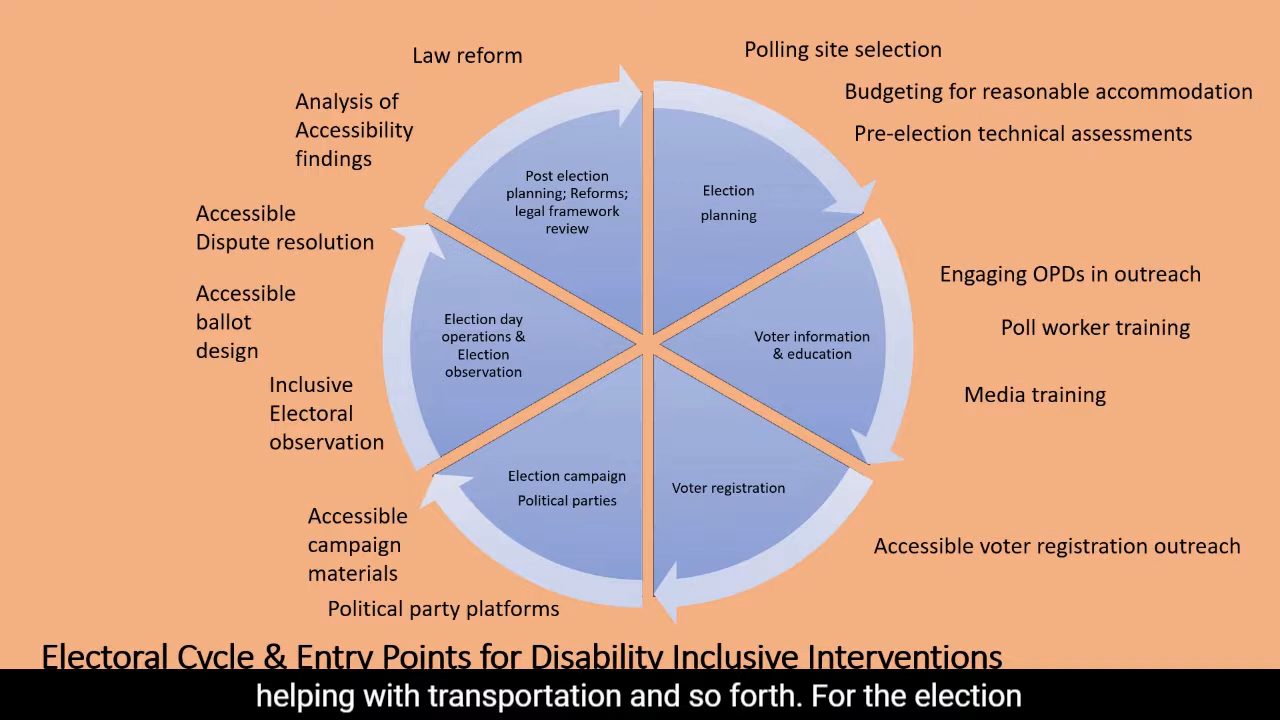 Law reform
Polling site selection
Budgeting for reasonable accommodation
Pre-election technical assessments
Analysis of
Accessibility
findings
Post election
planning; Reforms;
legal framework
review
Election
planning
Accessible
Dispute resolution
Engaging OPDs in outreach
Accessible
ballot
design
Election day
operations &
Election
observation
Voter information
& education
Poll worker training
Media training
Inclusive
Electoral
observation
Election campaign
Political parties
Voter registration
Accessible
campaign
materials
Accessible voter registration outreach
Political party platforms
Electoral Cycle & Entry Points for Disability Inclusive Interventions
helping with transportation and so forth. For the election